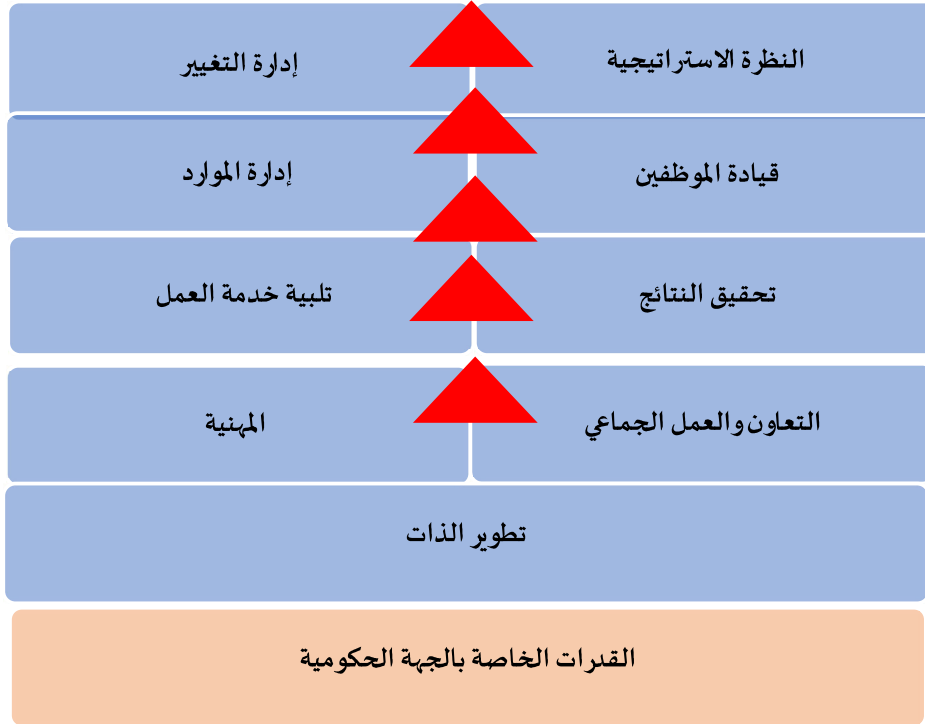 النظرة الاستراتيجية
إدارة التغيير
قيادة الموظفين
إدارة الموارد
تحقيق النتائج
تلبية خدمة العمل
التعاون والعمل الجماعي
المهنية
تطوير الذات
القدرات الخاصة بالجهة الحكومية